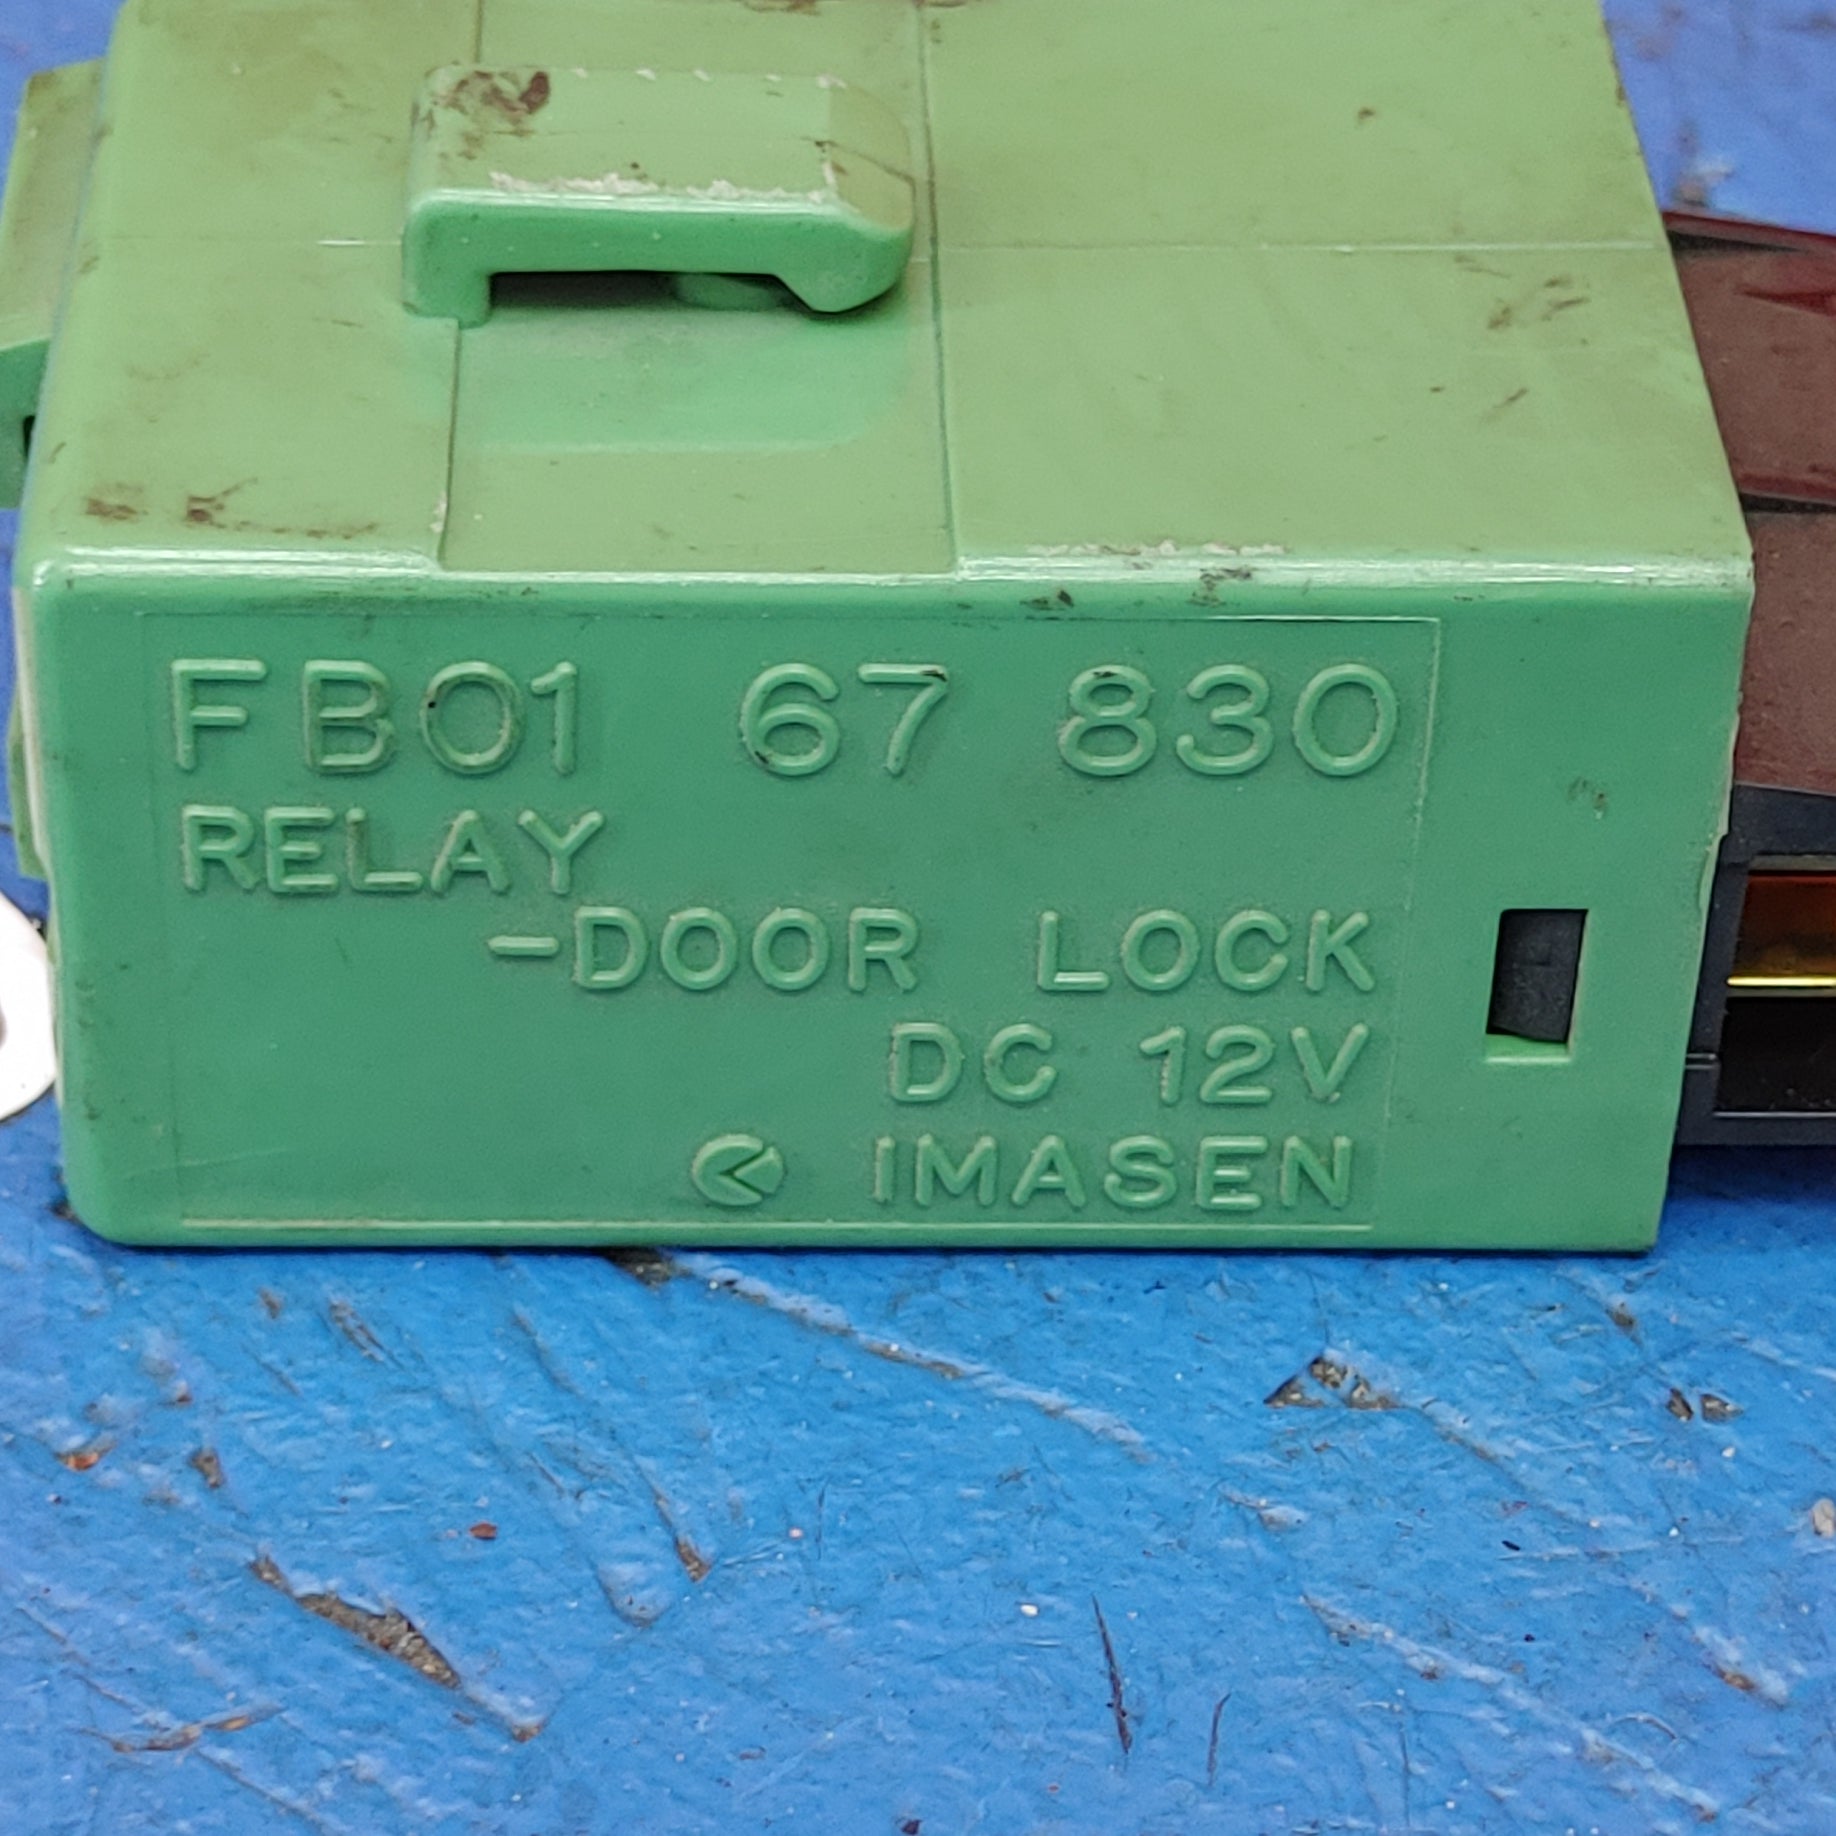 FB01 67 830
RELAY
-DOOR LOCK
DC 12V
IMASEN